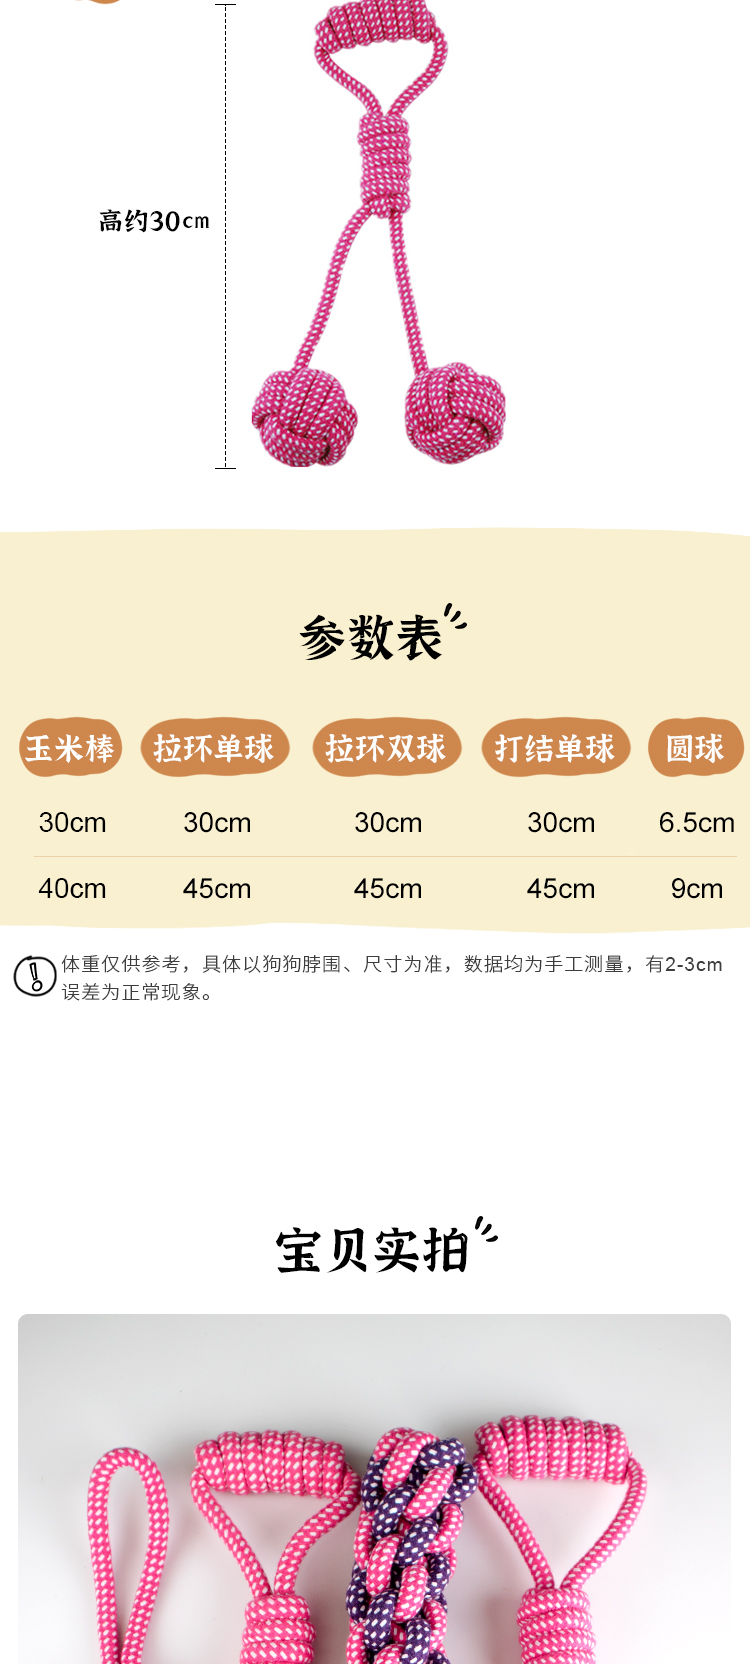 高约30cm
参数表
玉米棒 拉环单球 拉环双球 打结单球 圆球
30cm 30cm 30cm 30cm 6.5cm
40cm 45cm 45cm 45cm 9cm
体重仅供参考，具体以狗狗脖围、尺寸为准，数据均为手工测量，有2-3cm
误差为正常现象。
宝贝实拍